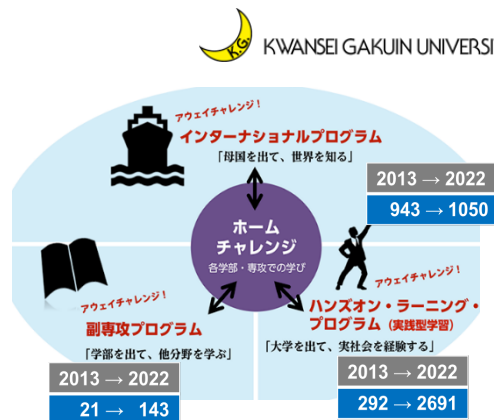 K.G.
KWANSEI GAKUIN UNIVERSI
アウェイチャレンジ！
インターナショナルプログラム
「母国を出て、世界を知る」
2013 → 2022
943 → 1050
ホーム
チャレンジ
各学部・専攻での学び
アウェイチャレンジ！
副専攻プログラム
「学部を出て、他分野を学ぶ」
2013 → 2022
21 → 143
アウェイチャレンジ！
ハンズオン・ラーニング・
プログラム（実践型学習）
「大学を出て、実社会を経験する」
2013 → 2022
292 → 2691